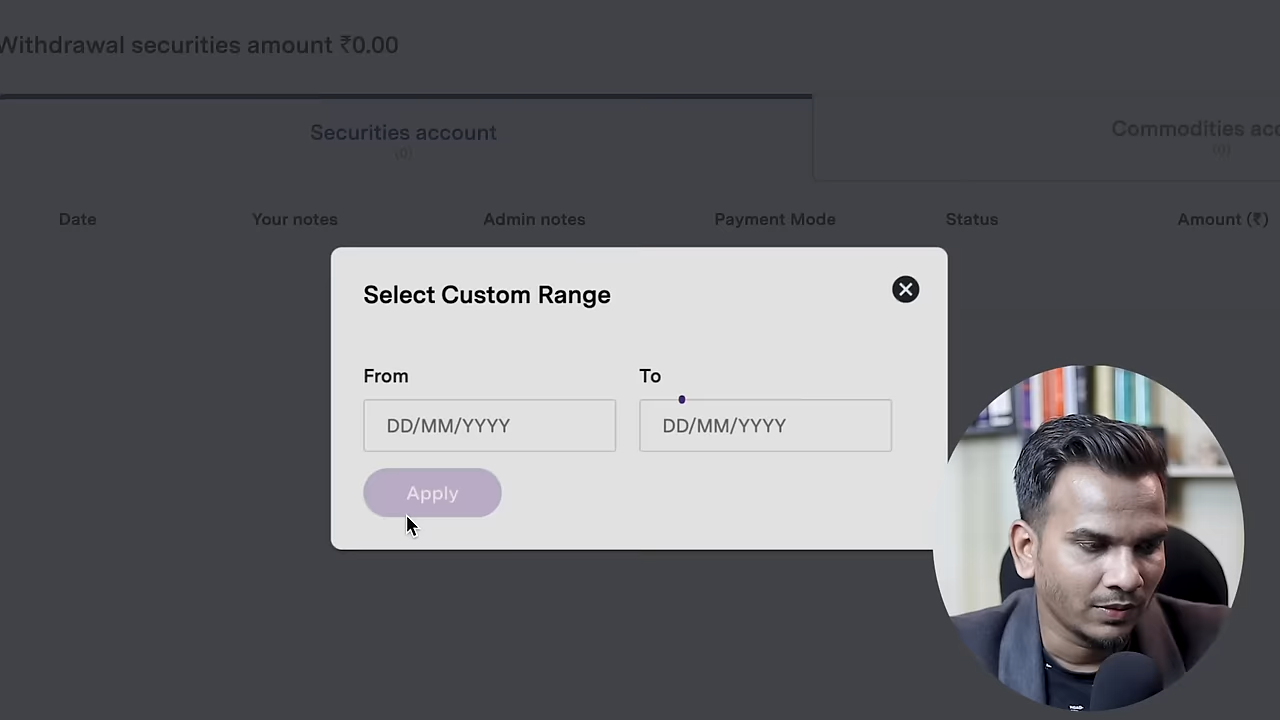 Withdrawal securities amount ₹0.00
Securities account
(0)
Commodities acc
(0)
Date Your notes Admin notes Payment Mode Status Amount (₹)
Select Custom Range
From To
DD/MM/YYYY DD/MM/YYYY
Apply